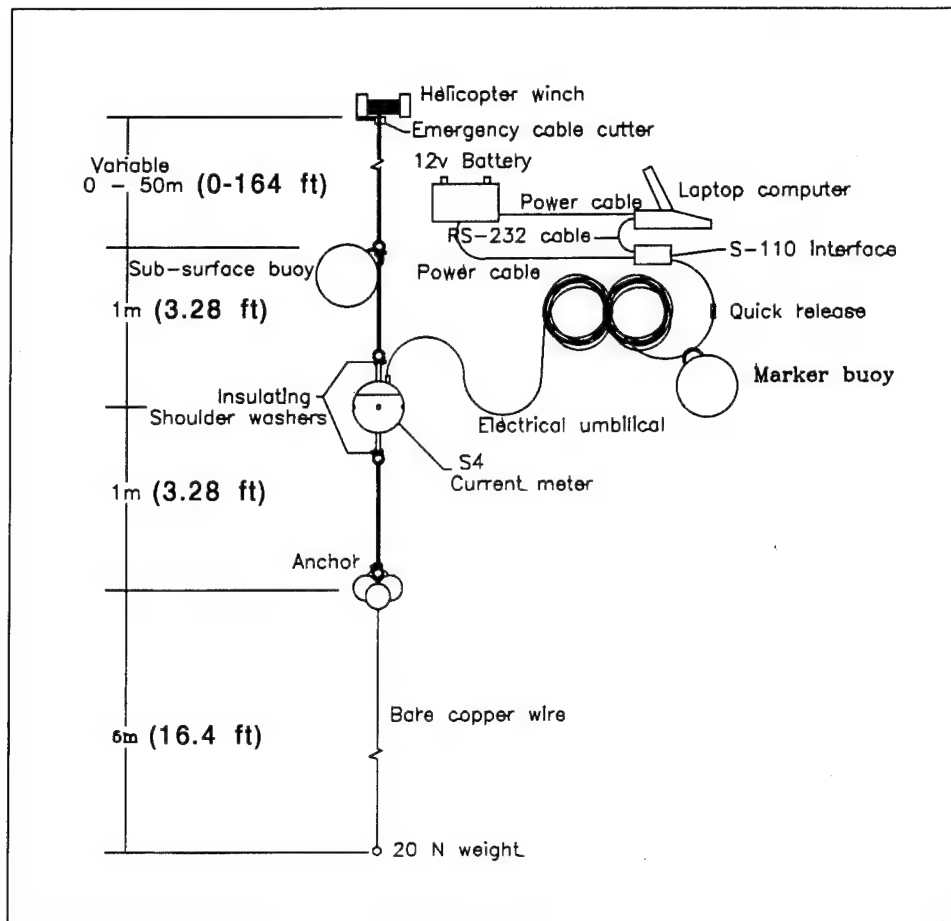 Helicopter winch
Emergency cable cutter
Variable
0 - 50m (0-164 ft)
12v Battery
Power cable
Laptop computer
RS-232 cable
S-110 Interface
Power cable
Sub-surface buoy
1m (3.28 ft)
Quick release
Marker buoy
Insulating
Shoulder washers
Electrical umbilical
S4
Current meter
1m (3.28 ft)
Anchor
Bare copper wire
5m (16.4 ft)
20 N weight